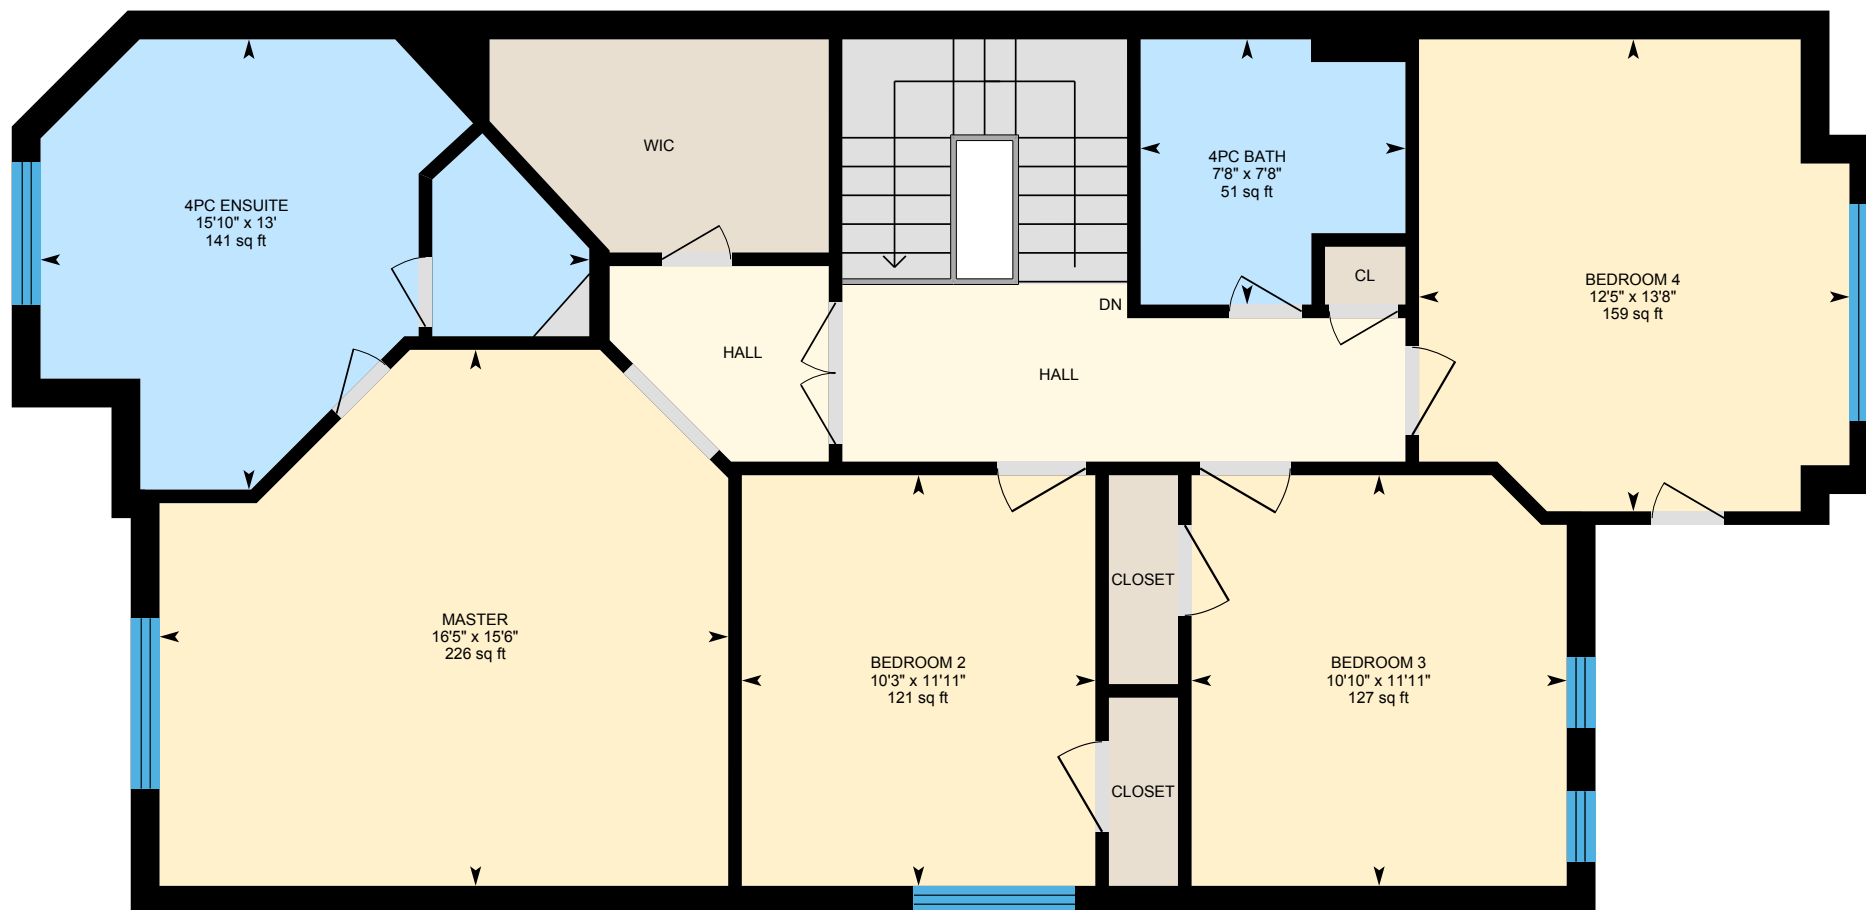 WIC
4PC BATH
7'8" x 7'8"
51 sq ft
4PC ENSUITE
15'10" x 13'
141 sq ft
CL
BEDROOM 4
12'5" x 13'8"
159 sq ft
DN
HALL
HALL
CLOSET
MASTER
16'5" x 15'6"
226 sq ft
BEDROOM 2
10'3" x 11'11"
121 sq ft
BEDROOM 3
10'10" x 11'11"
127 sq ft
CLOSET